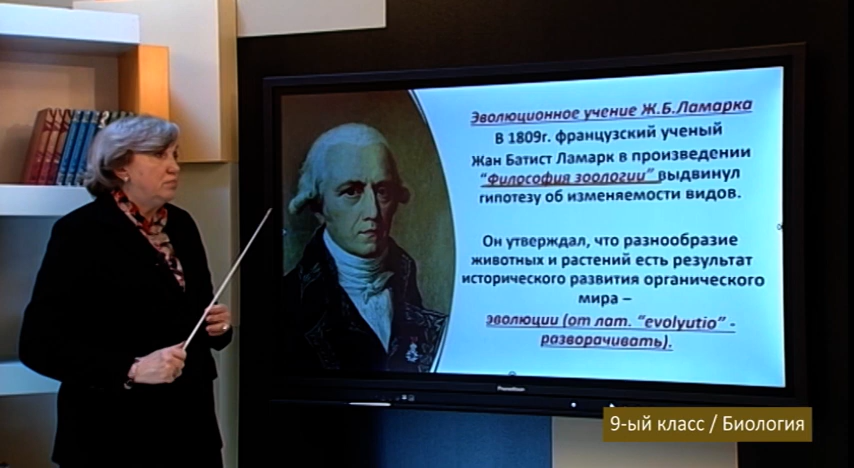 Эволюционное учение Ж.Б.Ламарка
В 1809г. французский ученый
Жан Батист Ламарк в произведении
“Философия зоологии” выдвинул
гипотезу об изменяемости видов.
Он утверждал, что разнообразие
животных и растений есть результат
исторического развития органического
мира –
эволюции (от лат. “evolyutio” -
разворачивать).
9-ый класс / Биология